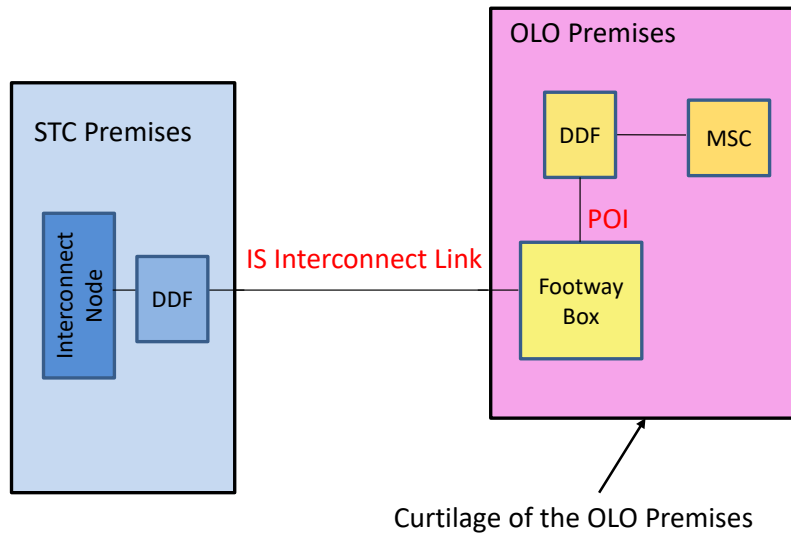 OLO Premises
STC Premises
DDF
MSC
POI
IS Interconnect Link
Interconnect
Node
DDF
Footway
Box
Curtilage of the OLO Premises